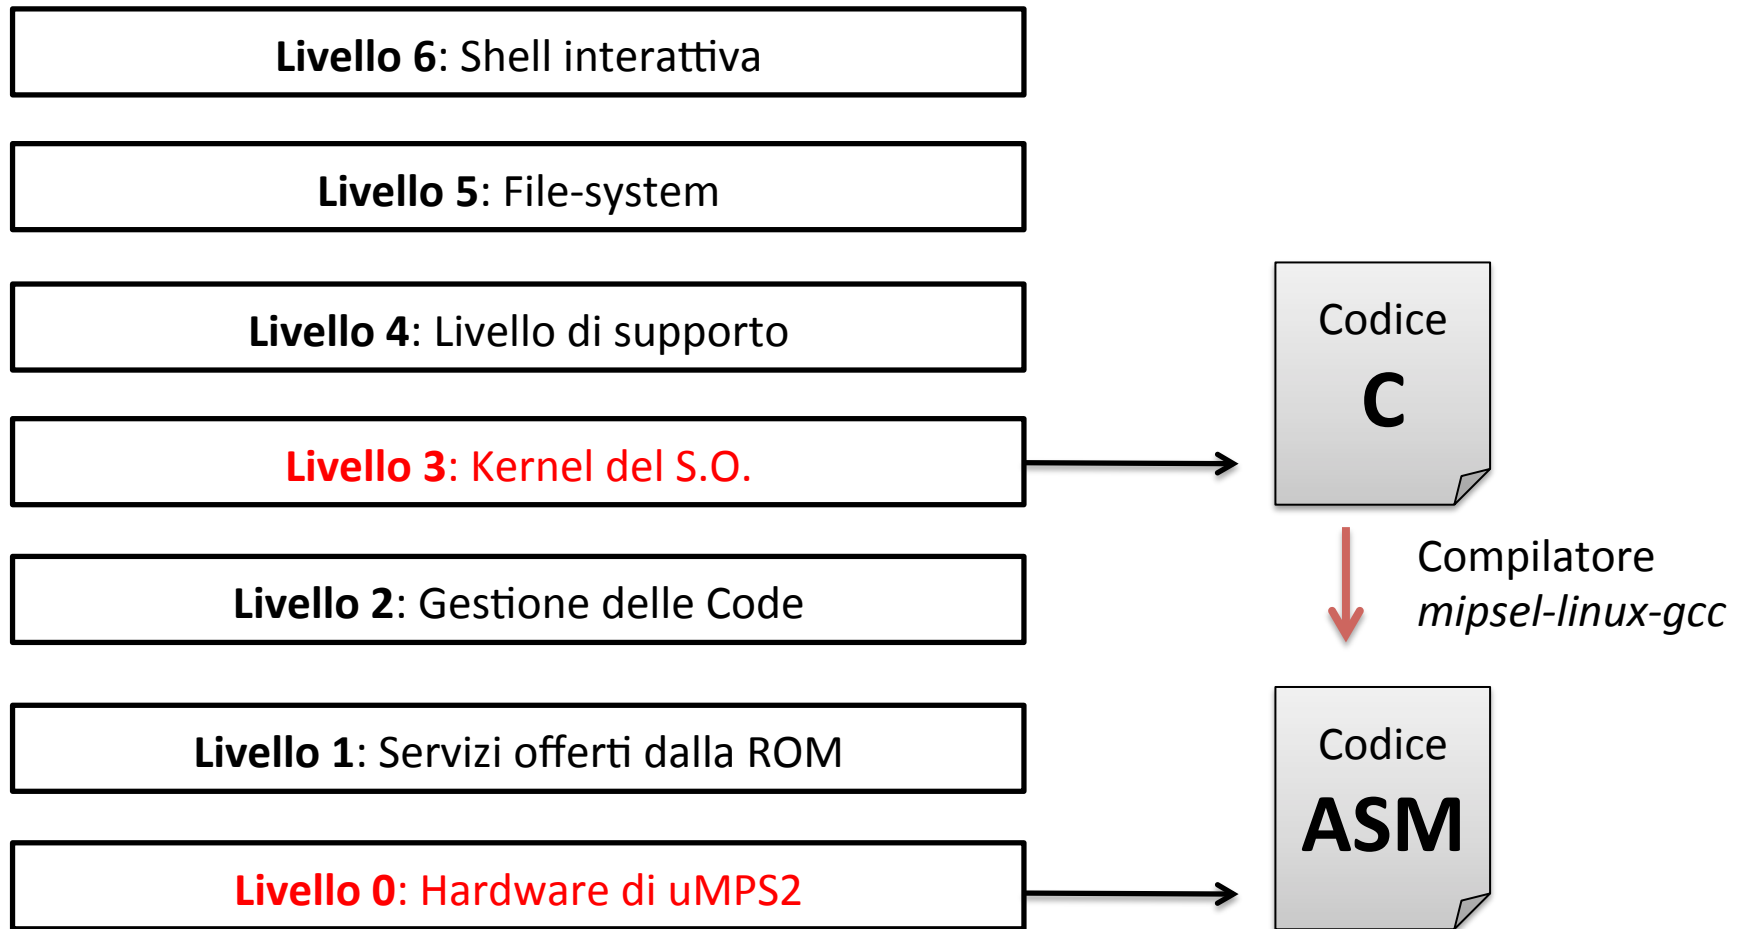 Livello 6: Shell interattiva
Livello 5: File-system
Livello 4: Livello di supporto
Livello 3: Kernel del S.O.
Livello 2: Gestione delle Code
Livello 1: Servizi offerti dalla ROM
Livello 0: Hardware di uMPS2
Codice
C
Compilatore
mipsel-linux-gcc
Codice
ASM